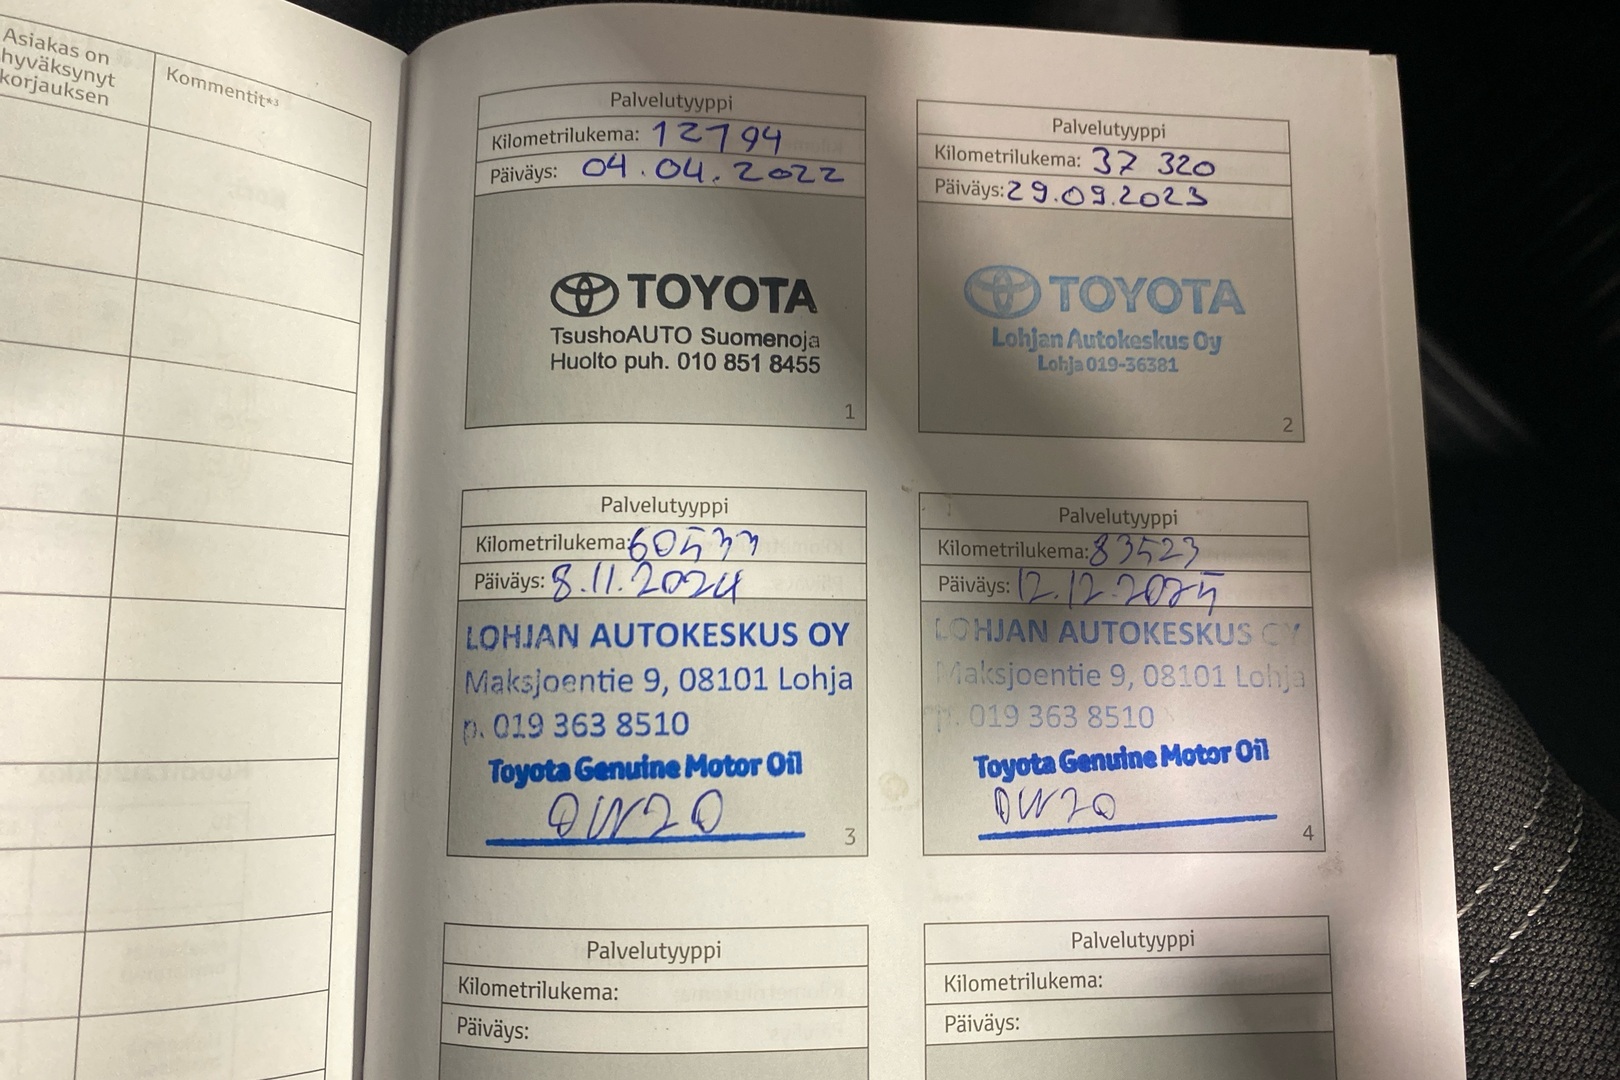 Asiakas on
hyväksynyt
korjauksen
Kommentit*³
Palvelutyyppi
Kilometrilukema: 12794
Päiväys: 04.04.2022
TOYOTA
TsushoAUTO Suomenoja
Huolto puh. 010 851 8455
1
Palvelutyyppi
Kilometrilukema: 37 320
Päiväys: 29.09.2023
TOYOTA
Lohjan Autokeskus Oy
Lohja 019-36381
2
Palvelutyyppi
Kilometrilukema: 60533
Päiväys: 8.11.2024
LOHJAN AUTOKESKUS OY
Maksjoentie 9, 08101 Lohja
p. 019 363 8510
Toyota Genuine Motor Oil
0W20
3
Palvelutyyppi
Kilometrilukema: 83523
Päiväys: 12.12.2025
LOHJAN AUTOKESKUS OY
Maksjoentie 9, 08101 Lohja
p. 019 363 8510
Toyota Genuine Motor Oil
0W20
4
Palvelutyyppi
Kilometrilukema:
Päiväys:
Palvelutyyppi
Kilometrilukema:
Päiväys: